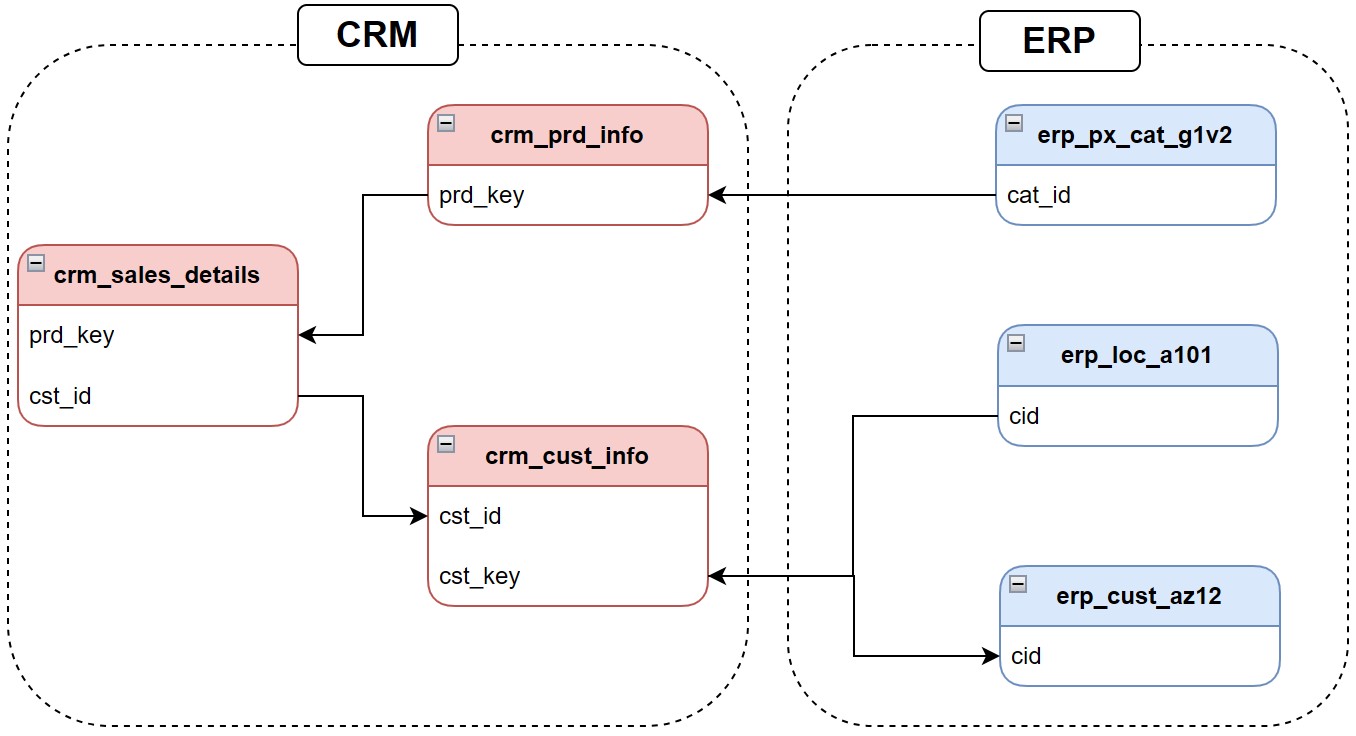 CRM
ERP
crm_prd_info
prd_key
erp_px_cat_g1v2
cat_id
crm_sales_details
prd_key
cst_id
erp_loc_a101
cid
crm_cust_info
cst_id
cst_key
erp_cust_az12
cid